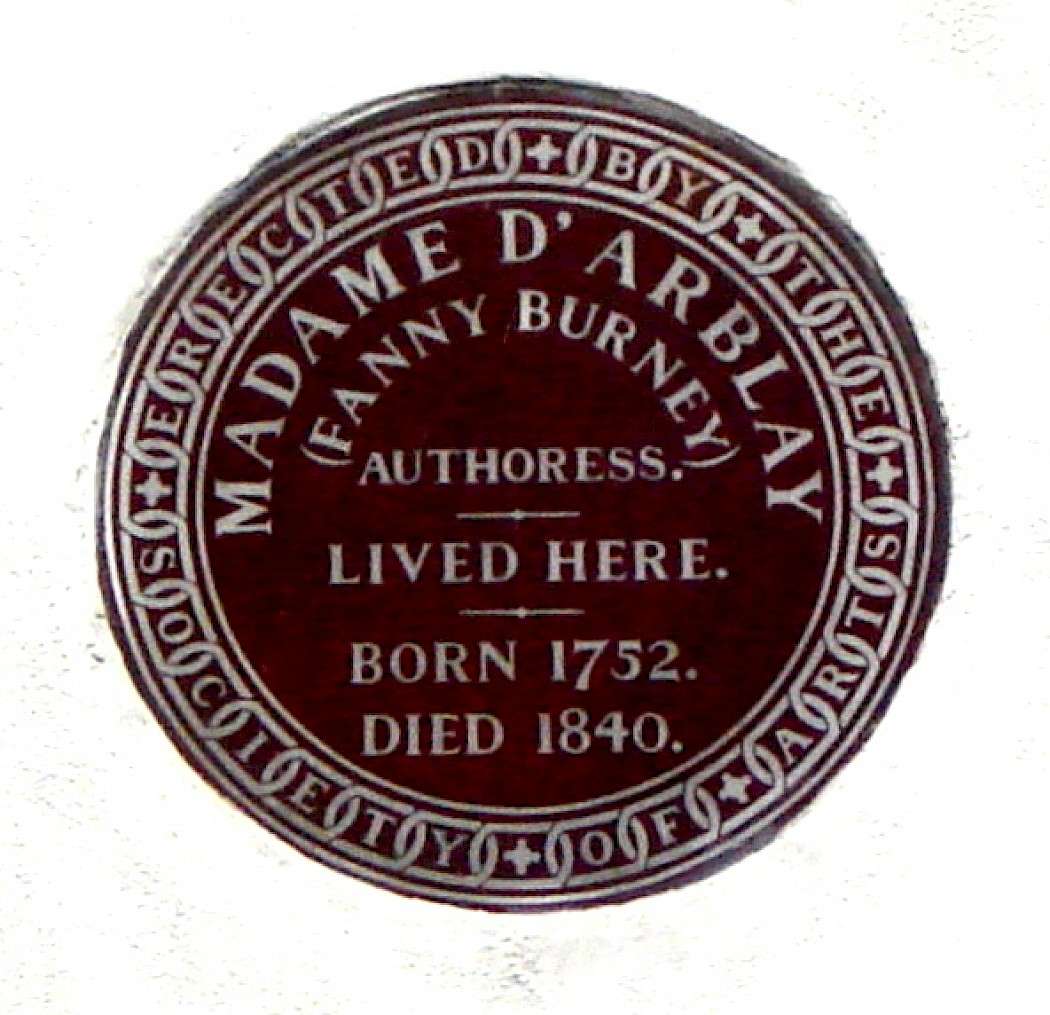 ERECTED BY THE
SOCIETY OF ARTS
MADAME D'ARBLAY
(FANNY BURNEY)
AUTHORESS.
LIVED HERE.
BORN 1752.
DIED 1840.